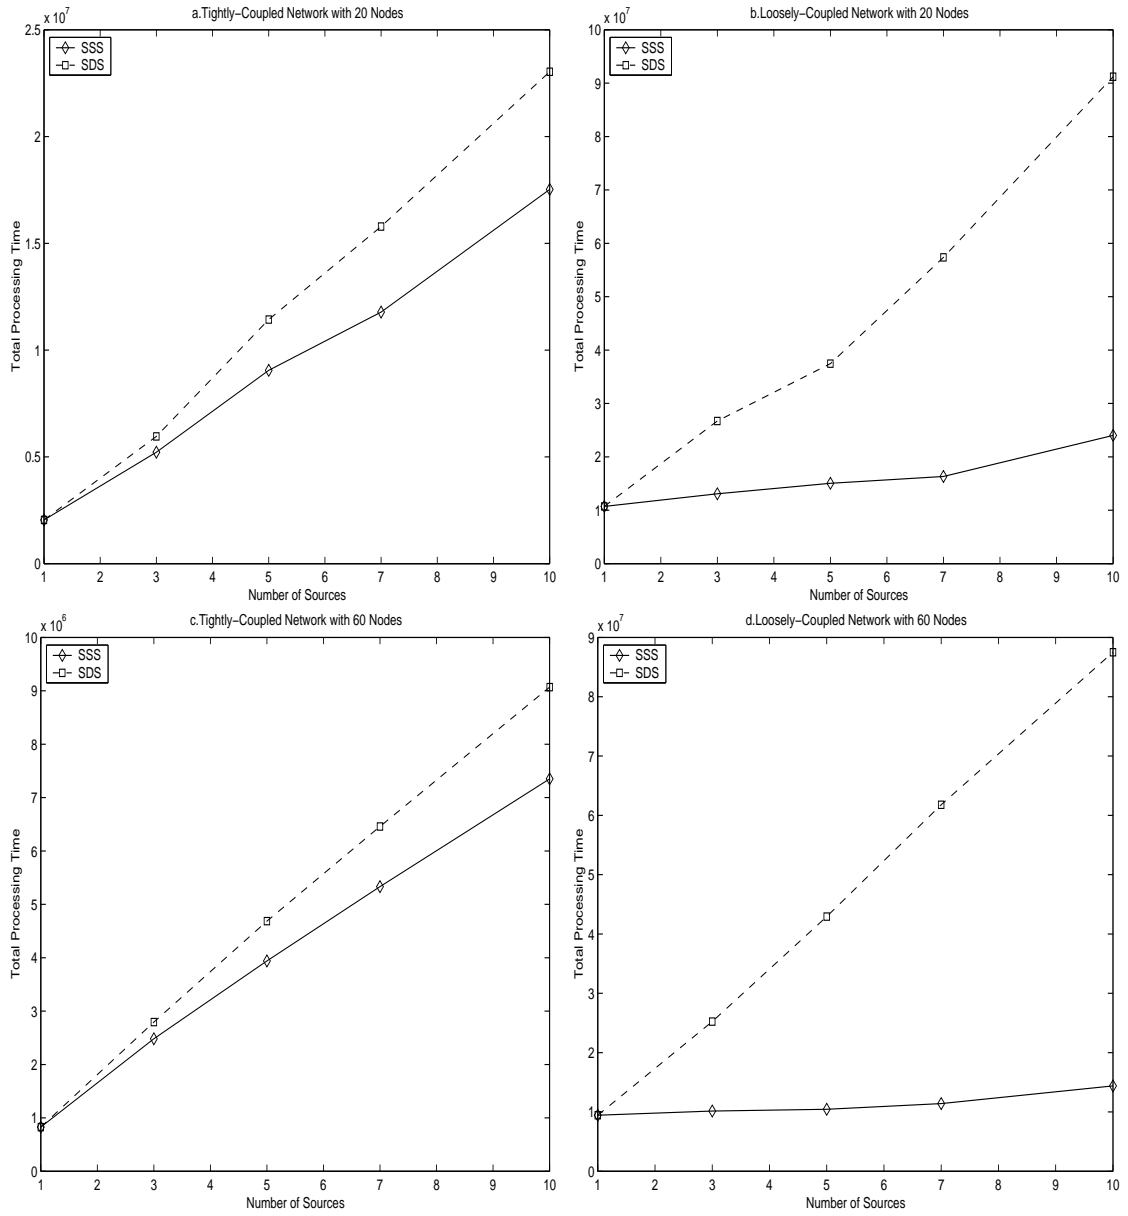 x 10^7
a.Tightly-Coupled Network with 20 Nodes
SSS
SDS
2.5
2
1.5
1
0.5
0
Total Processing Time
1 2 3 4 5 6 7 8 9 10
Number of Sources
x 10^7
b.Loosely-Coupled Network with 20 Nodes
SSS
SDS
10
9
8
7
6
5
4
3
2
1
0
Total Processing Time
1 2 3 4 5 6 7 8 9 10
Number of Sources
x 10^6
c.Tightly-Coupled Network with 60 Nodes
SSS
SDS
10
9
8
7
6
5
4
3
2
1
0
Total Processing Time
1 2 3 4 5 6 7 8 9 10
Number of Sources
x 10^7
d.Loosely-Coupled Network with 60 Nodes
SSS
SDS
9
8
7
6
5
4
3
2
1
0
Total Processing Time
1 2 3 4 5 6 7 8 9 10
Number of Sources